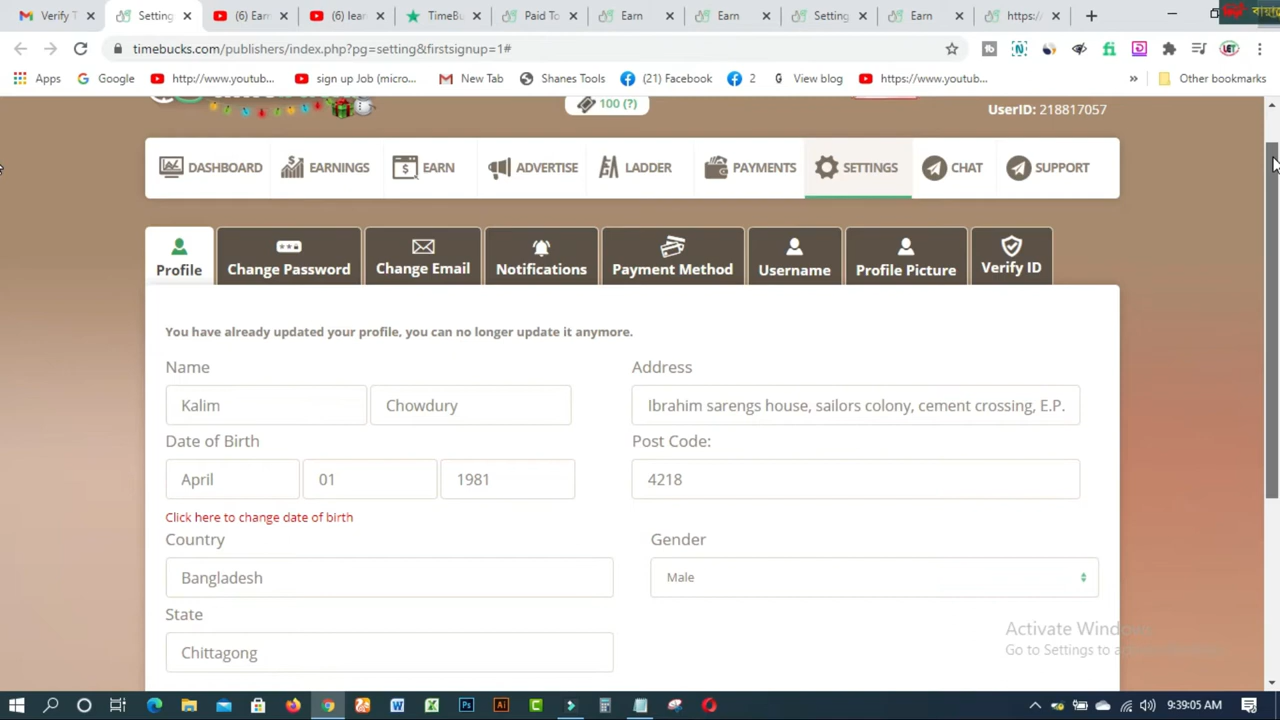 Verify T
Setting
(6) Earn
(6) lear
TimeBu
Paid
Earn
Earn
Setting
Earn
https:/
timebucks.com/publishers/index.php?pg=setting&firstsignup=1#
Apps
Google
http://www.youtub...
sign up Job (micro...
New Tab
Shanes Tools
(21) Facebook
2
View blog
https://www.youtub...
Other bookmarks
100 (?)
UserID: 218817057
DASHBOARD
EARNINGS
EARN
ADVERTISE
LADDER
PAYMENTS
SETTINGS
CHAT
SUPPORT
Profile
Change Password
Change Email
Notifications
Payment Method
Username
Profile Picture
Verify ID
You have already updated your profile, you can no longer update it anymore.
Name
Address
Kalim
Chowdury
Ibrahim sarengs house, sailors colony, cement crossing, E.P.
Date of Birth
Post Code:
April
01
1981
4218
Click here to change date of birth
Country
Gender
Bangladesh
Male
State
Chittagong
Activate Windows
Go to Settings to a
9:39:05 AM